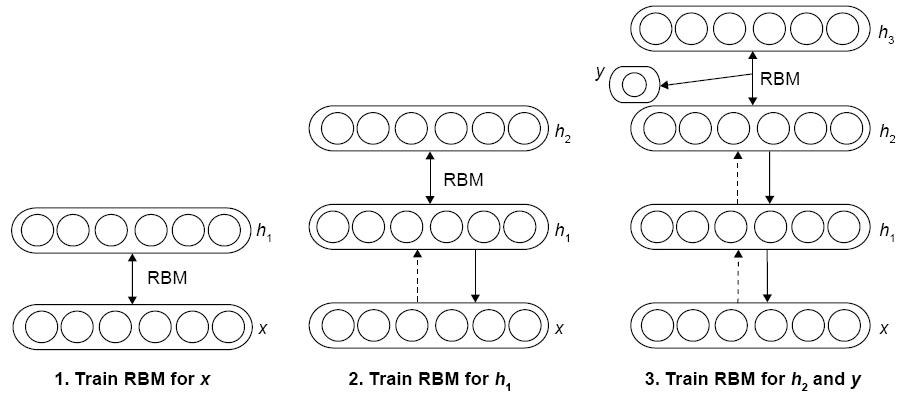 h₁
RBM
x
1. Train RBM for x
h₂
RBM
h₁
x
2. Train RBM for h₁
h₃
y
RBM
h₂
h₁
x
3. Train RBM for h₂ and y